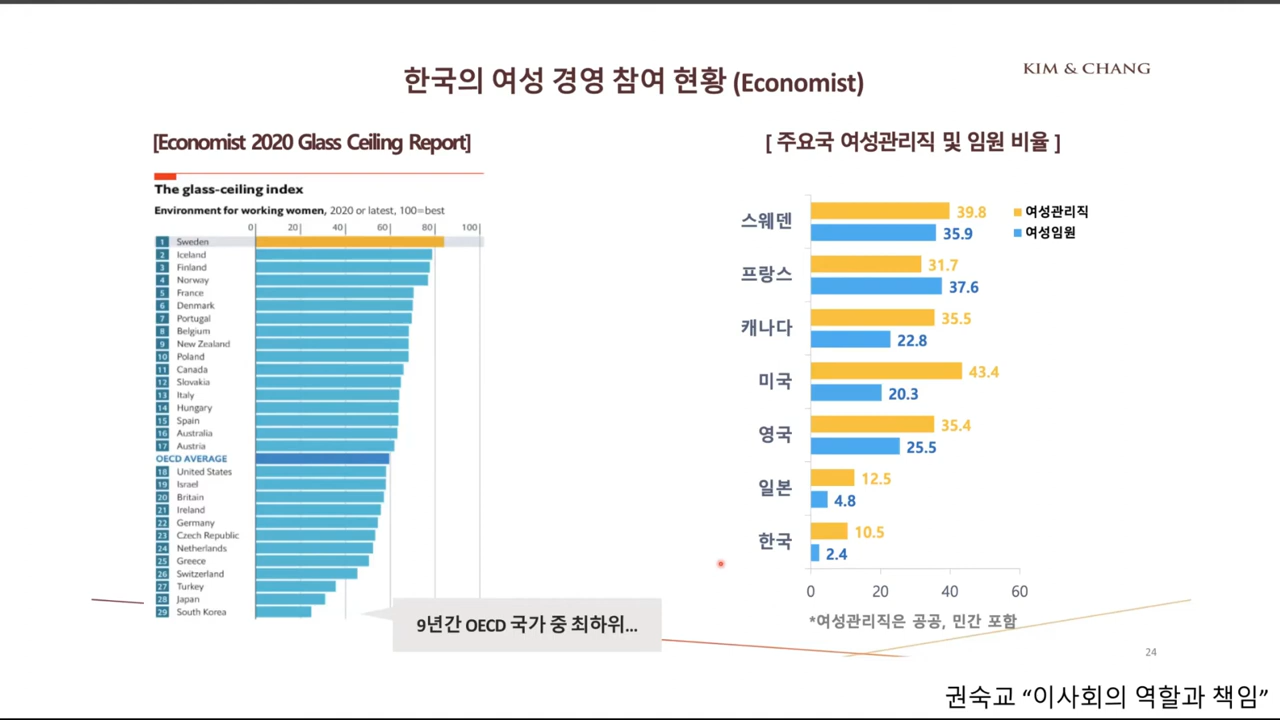 한국의 여성 경영 참여 현황 (Economist)
KIM & CHANG
[Economist 2020 Glass Ceiling Report]
The glass-ceiling index
Environment for working women, 2020 or latest, 100=best
0 20 40 60 80 100
1 Sweden
2 Iceland
3 Finland
4 Norway
5 France
6 Denmark
7 Portugal
8 Belgium
9 New Zealand
10 Poland
11 Canada
12 Slovakia
13 Italy
14 Hungary
15 Spain
16 Australia
17 Austria
OECD AVERAGE
18 United States
19 Israel
20 Britain
21 Ireland
22 Germany
23 Czech Republic
24 Netherlands
25 Greece
26 Switzerland
27 Turkey
28 Japan
29 South Korea
9년간 OECD 국가 중 최하위...
[ 주요국 여성관리직 및 임원 비율 ]
여성관리직
여성임원
스웨덴 39.8
35.9
프랑스 31.7
37.6
캐나다 35.5
22.8
미국 43.4
20.3
영국 35.4
25.5
일본 12.5
4.8
한국 10.5
2.4
0 20 40 60
*여성관리직은 공공, 민간 포함
24
권숙교 “이사회의 역할과 책임”